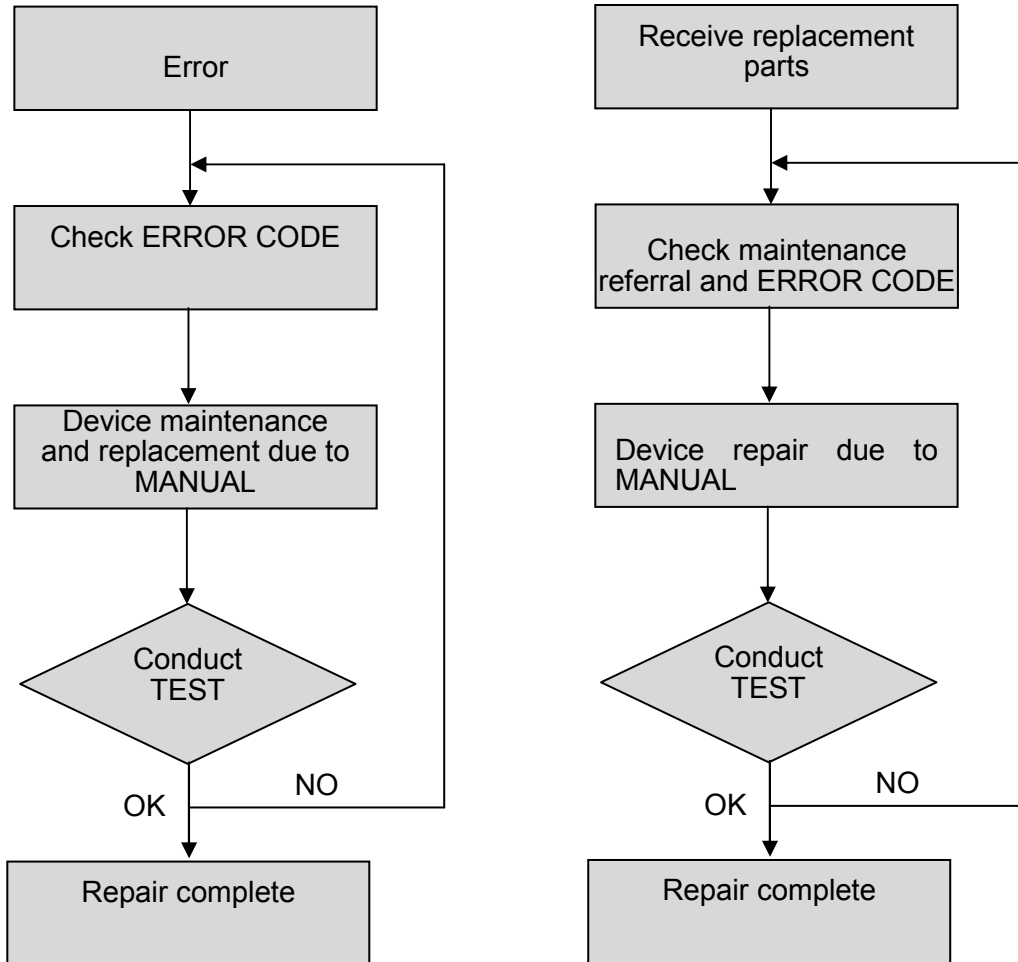 Error
Check ERROR CODE
Device maintenance
and replacement due to
MANUAL
Conduct
TEST
OK
NO
Repair complete
Receive replacement
parts
Check maintenance
referral and ERROR CODE
Device repair due to
MANUAL
Conduct
TEST
OK
NO
Repair complete